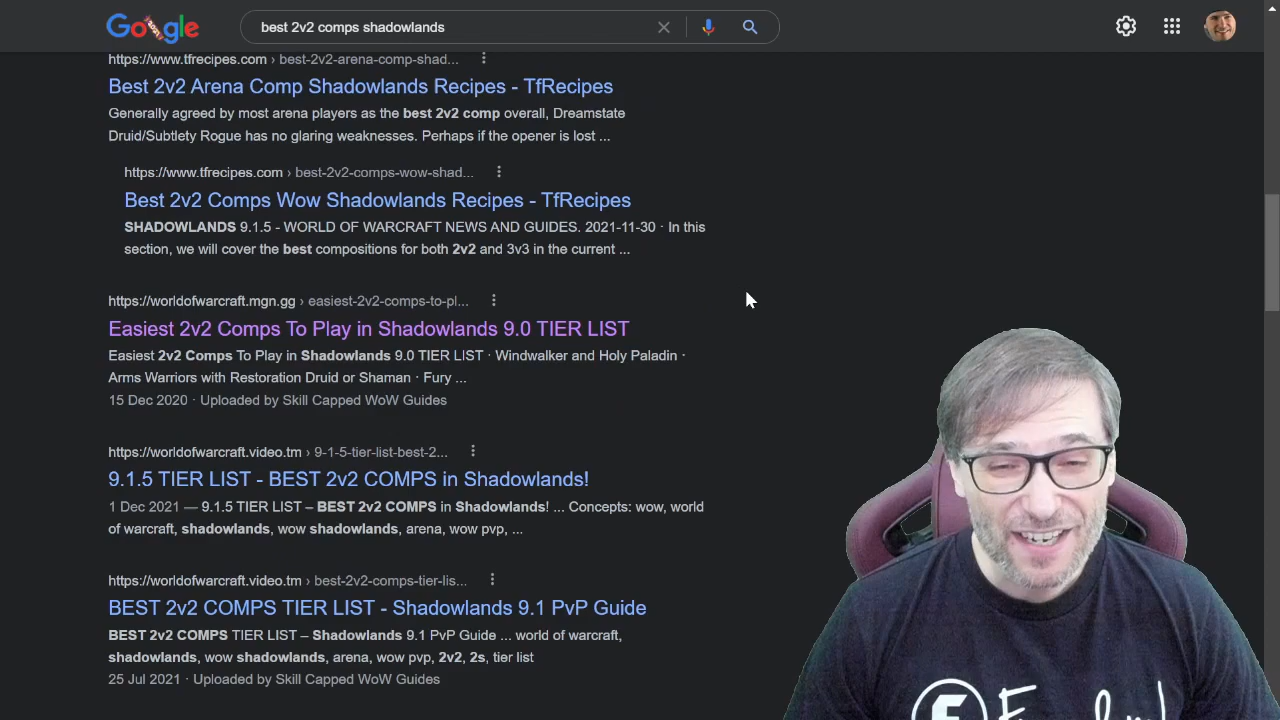 Google
best 2v2 comps shadowlands
https://www.tfrecipes.com › best-2v2-arena-comp-shad...
Best 2v2 Arena Comp Shadowlands Recipes - TfRecipes
Generally agreed by most arena players as the best 2v2 comp overall, Dreamstate
Druid/Subtlety Rogue has no glaring weaknesses. Perhaps if the opener is lost ...
https://www.tfrecipes.com › best-2v2-comps-wow-shad...
Best 2v2 Comps Wow Shadowlands Recipes - TfRecipes
SHADOWLANDS 9.1.5 - WORLD OF WARCRAFT NEWS AND GUIDES. 2021-11-30 · In this
section, we will cover the best compositions for both 2v2 and 3v3 in the current ...
https://worldofwarcraft.mgn.gg › easiest-2v2-comps-to-pl...
Easiest 2v2 Comps To Play in Shadowlands 9.0 TIER LIST
Easiest 2v2 Comps To Play in Shadowlands 9.0 TIER LIST · Windwalker and Holy Paladin ·
Arms Warriors with Restoration Druid or Shaman · Fury ...
15 Dec 2020 · Uploaded by Skill Capped WoW Guides
https://worldofwarcraft.video.tm › 9-1-5-tier-list-best-2...
9.1.5 TIER LIST - BEST 2v2 COMPS in Shadowlands!
1 Dec 2021 — 9.1.5 TIER LIST – BEST 2v2 COMPS in Shadowlands! ... Concepts: wow, world
of warcraft, shadowlands, wow shadowlands, arena, wow pvp, ...
https://worldofwarcraft.video.tm › best-2v2-comps-tier-lis...
BEST 2v2 COMPS TIER LIST - Shadowlands 9.1 PvP Guide
BEST 2v2 COMPS TIER LIST – Shadowlands 9.1 PvP Guide ... world of warcraft,
shadowlands, wow shadowlands, arena, wow pvp, 2v2, 2s, tier list
25 Jul 2021 · Uploaded by Skill Capped WoW Guides